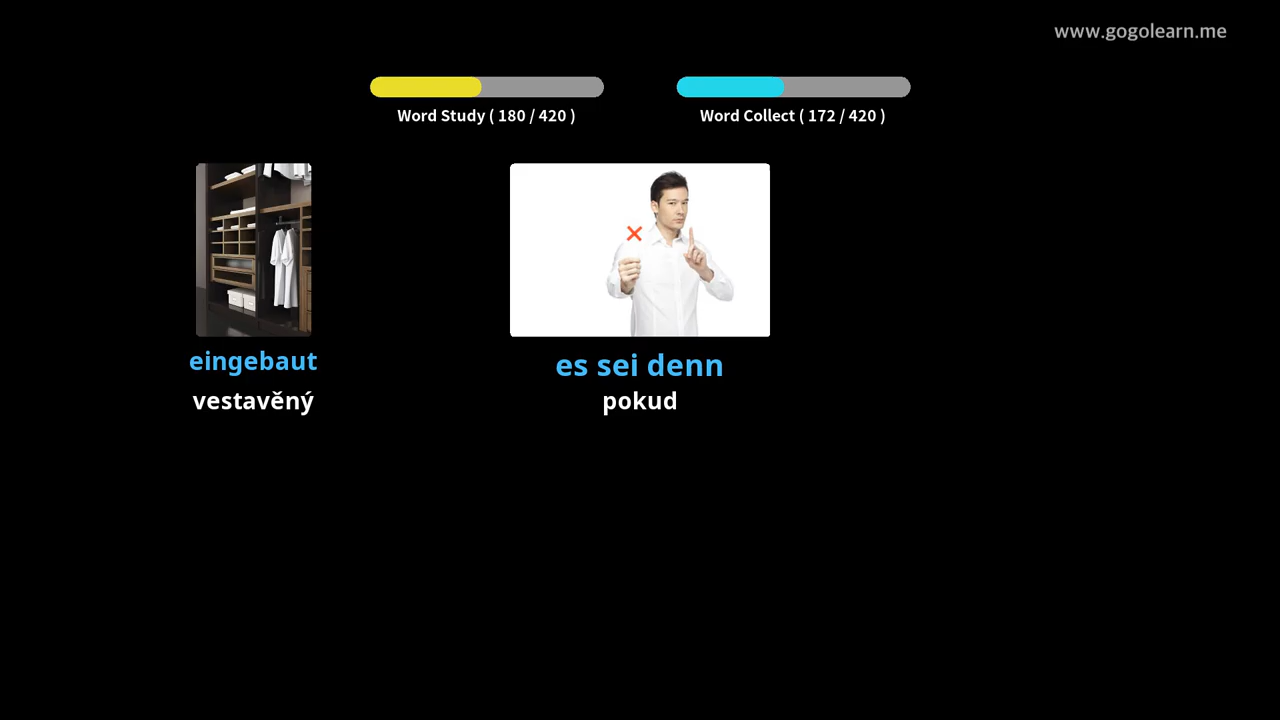 www.gogolearn.me
Word Study ( 180 / 420 )
Word Collect ( 172 / 420 )
eingebaut
vestavěný
es sei denn
pokud